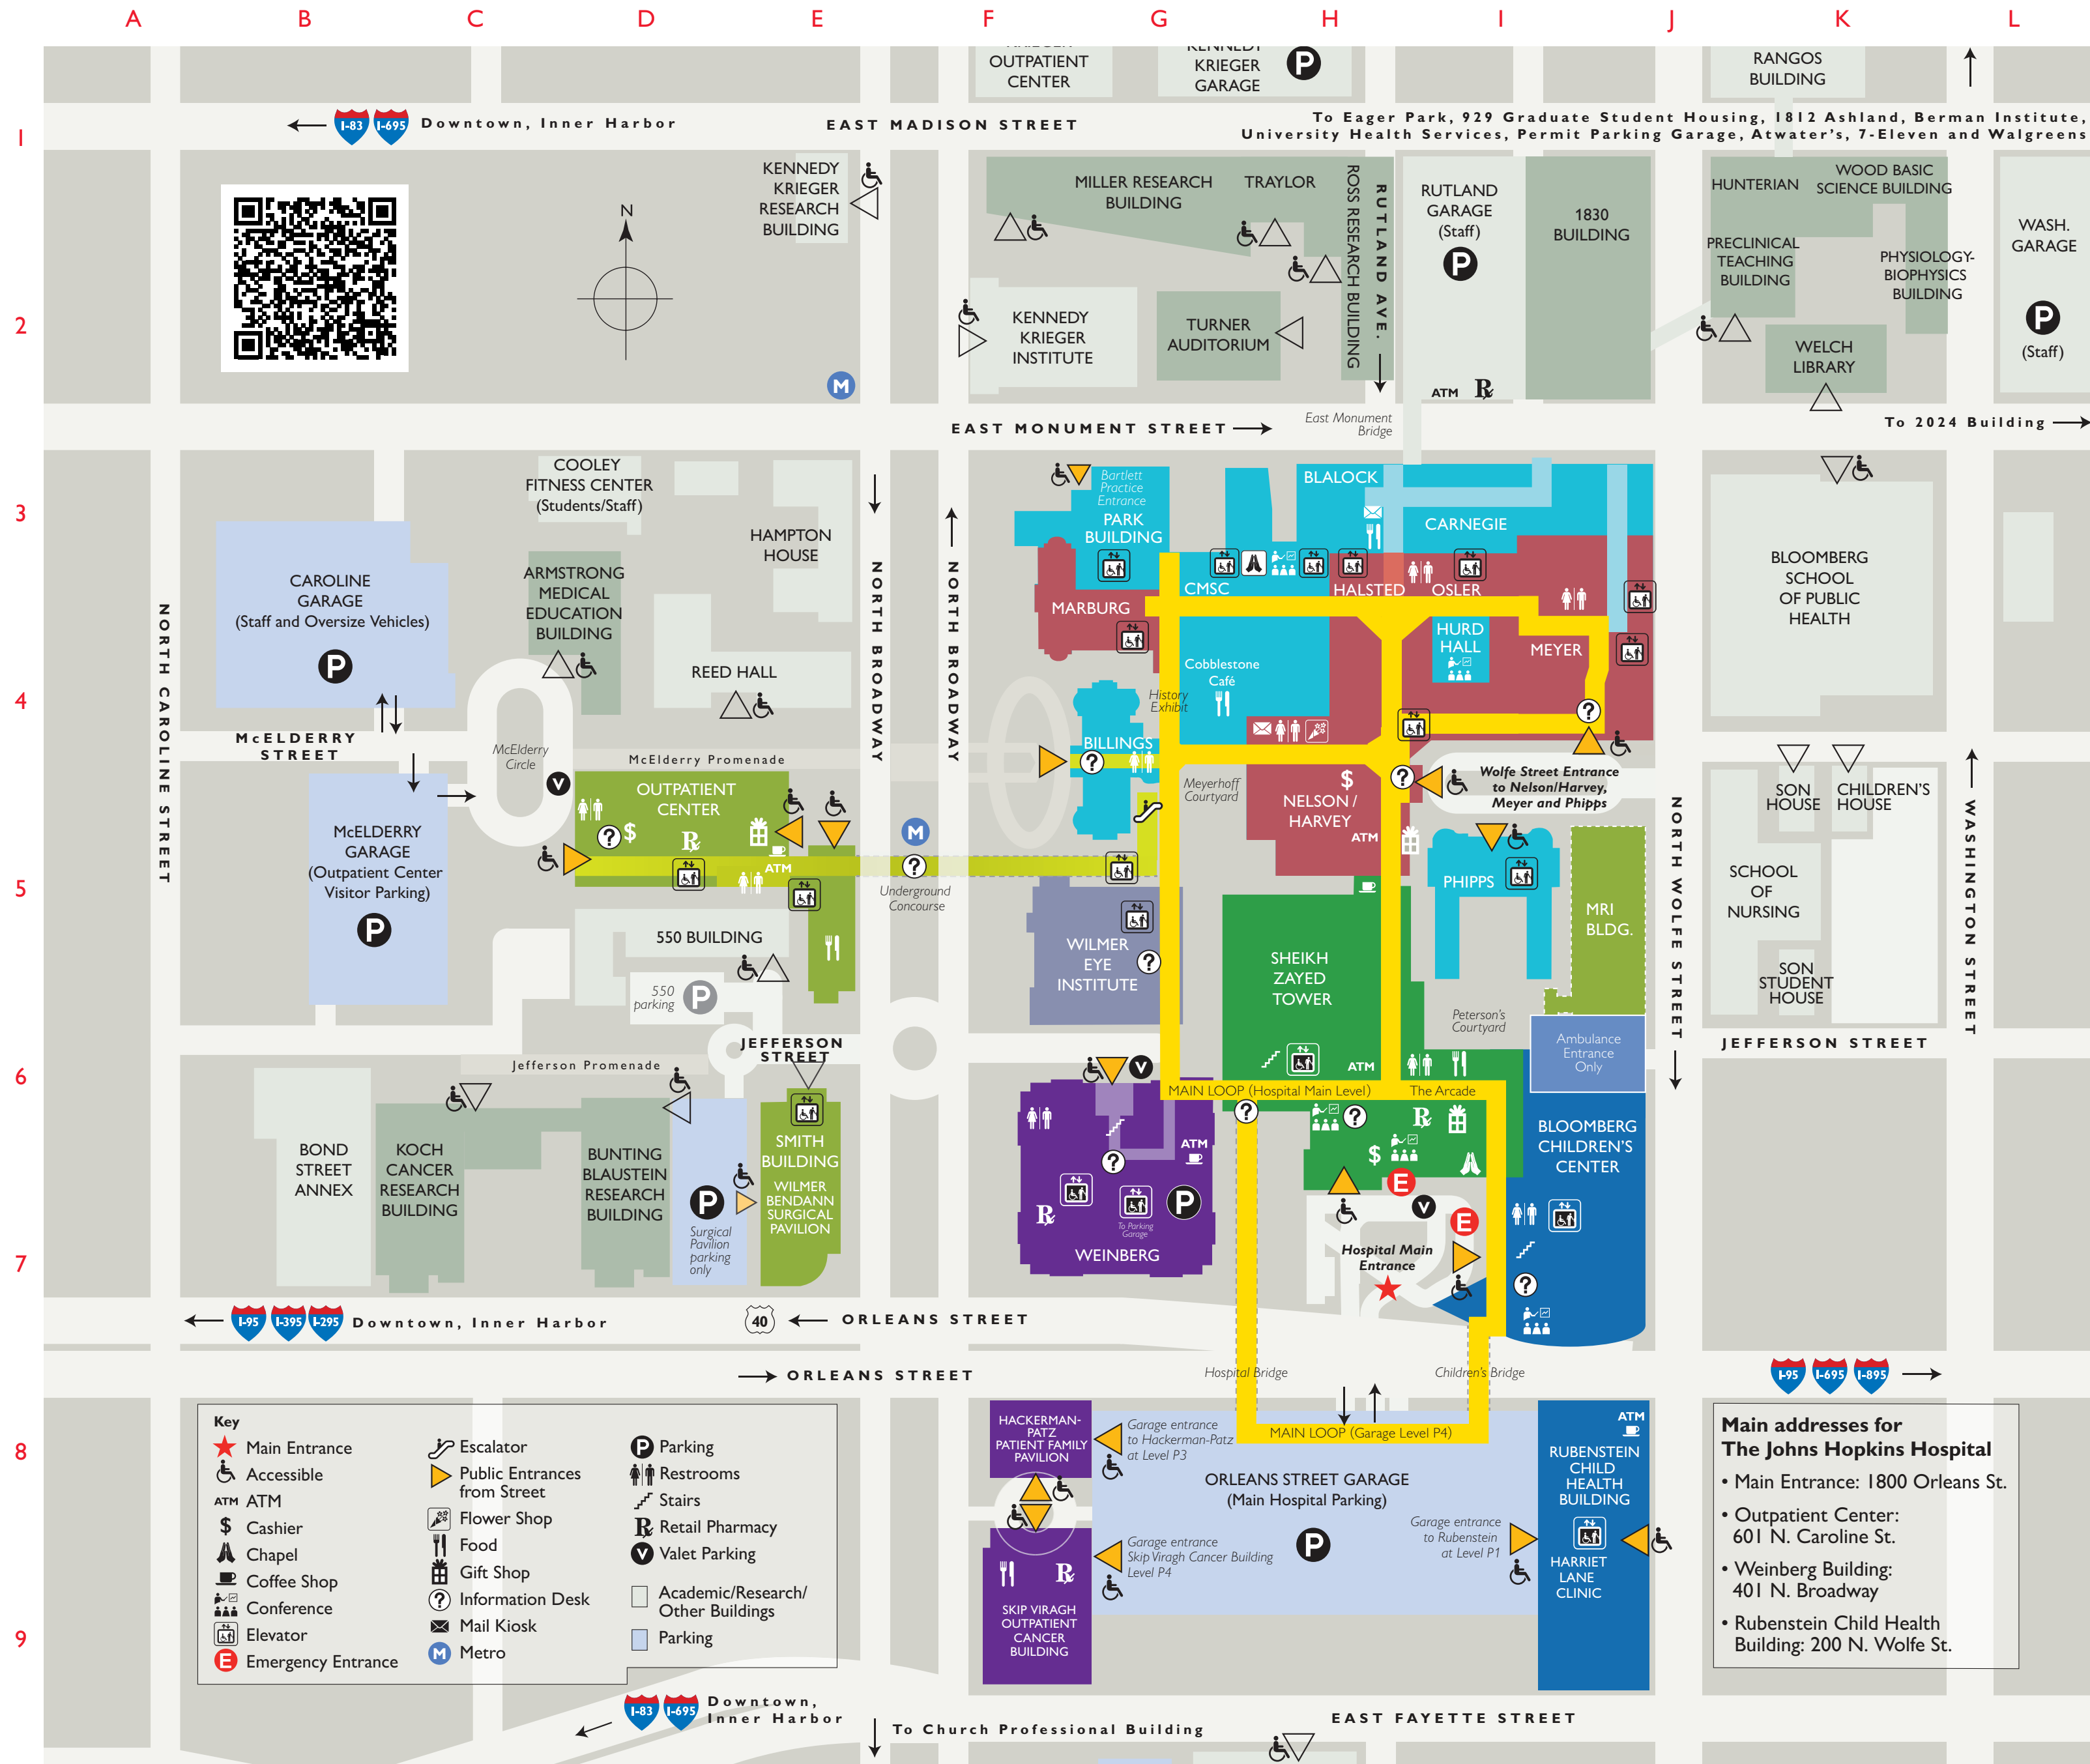 A B C D E F G H I J K L
1
2
3
4
5
6
7
8
9
OUTPATIENT
CENTER
KENNEDY
KRIEGER
GARAGE
P
RANGOS
BUILDING
I-83 I-695 Downtown, Inner Harbor
EAST MADISON STREET
To Eager Park, 929 Graduate Student Housing, 1812 Ashland, Berman Institute,
University Health Services, Permit Parking Garage, Atwater's, 7-Eleven and Walgreens
KENNEDY
KRIEGER
RESEARCH
BUILDING
N
MILLER RESEARCH
BUILDING
TRAYLOR
ROSS RESEARCH BUILDING
RUTLAND AVE.
RUTLAND
GARAGE
(Staff)
P
ATM
1830
BUILDING
HUNTERIAN
WOOD BASIC
SCIENCE BUILDING
PRECLINICAL
TEACHING
BUILDING
PHYSIOLOGY-
BIOPHYSICS
BUILDING
WASH.
GARAGE
P
(Staff)
KENNEDY
KRIEGER
INSTITUTE
TURNER
AUDITORIUM
WELCH
LIBRARY
M
EAST MONUMENT STREET
East Monument
Bridge
To 2024 Building
COOLEY
FITNESS CENTER
(Students/Staff)
HAMPTON
HOUSE
CAROLINE
GARAGE
(Staff and Oversize Vehicles)
P
ARMSTRONG
MEDICAL
EDUCATION
BUILDING
REED HALL
NORTH CAROLINE STREET
NORTH BROADWAY
NORTH BROADWAY
Bartlett
Practice
Entrance
PARK
BUILDING
BLALOCK
CARNEGIE
CMSC
HALSTED
OSLER
MARBURG
HURD
HALL
MEYER
Cobblestone
Café
History
Exhibit
BLOOMBERG
SCHOOL
OF PUBLIC
HEALTH
McELDERRY
STREET
McElderry
Circle
McElderry Promenade
V
BILLINGS
?
Meyerhoff
Courtyard
NELSON /
HARVEY
$
ATM
?
?
Wolfe Street Entrance
to Nelson/Harvey,
Meyer and Phipps
SON
HOUSE
CHILDREN'S
HOUSE
OUTPATIENT
CENTER
? $
ATM
M
?
Underground
Concourse
McELDERRY
GARAGE
(Outpatient Center
Visitor Parking)
P
PHIPPS
MRI
BLDG.
SCHOOL
OF
NURSING
SON
STUDENT
HOUSE
NORTH WOLFE STREET
WASHINGTON STREET
550 BUILDING
550
parking
P
WILMER
EYE
INSTITUTE
?
SHEIKH
ZAYED
TOWER
ATM
Peterson's
Courtyard
Ambulance
Entrance
Only
JEFFERSON
STREET
Jefferson Promenade
JEFFERSON STREET
V
MAIN LOOP (Hospital Main Level)
The Arcade
BOND
STREET
ANNEX
KOCH
CANCER
RESEARCH
BUILDING
BUNTING
BLAUSTEIN
RESEARCH
BUILDING
P
Surgical
Pavilion
parking
only
SMITH
BUILDING
WILMER
BENDANN
SURGICAL
PAVILION
ATM
?
P
To Parking
Garage
WEINBERG
?
?
$
E
V
E
Hospital Main
Entrance
BLOOMBERG
CHILDREN'S
CENTER
?
I-95 I-395 I-295 Downtown, Inner Harbor
40
ORLEANS STREET
ORLEANS STREET
Hospital Bridge
Children's Bridge
I-95 I-695 I-895
Key
Main Entrance
Accessible
ATM ATM
$ Cashier
Chapel
Coffee Shop
Conference
Elevator
E Emergency Entrance
Escalator
Public Entrances
from Street
Flower Shop
Food
Gift Shop
? Information Desk
Mail Kiosk
M Metro
P Parking
Restrooms
Stairs
Retail Pharmacy
V Valet Parking
Academic/Research/
Other Buildings
Parking
HACKERMAN-
PATZ
PATIENT FAMILY
PAVILION
Garage entrance
to Hackerman-Patz
at Level P3
MAIN LOOP (Garage Level P4)
ORLEANS STREET GARAGE
(Main Hospital Parking)
P
Garage entrance
Skip Viragh Cancer Building
Level P4
SKIP VIRAGH
OUTPATIENT
CANCER
BUILDING
Garage entrance
to Rubenstein
at Level P1
ATM
RUBENSTEIN
CHILD
HEALTH
BUILDING
HARRIET
LANE
CLINIC
Main addresses for
The Johns Hopkins Hospital
• Main Entrance: 1800 Orleans St.
• Outpatient Center:
601 N. Caroline St.
• Weinberg Building:
401 N. Broadway
• Rubenstein Child Health
Building: 200 N. Wolfe St.
I-83 I-695 Downtown,
Inner Harbor
To Church Professional Building
EAST FAYETTE STREET